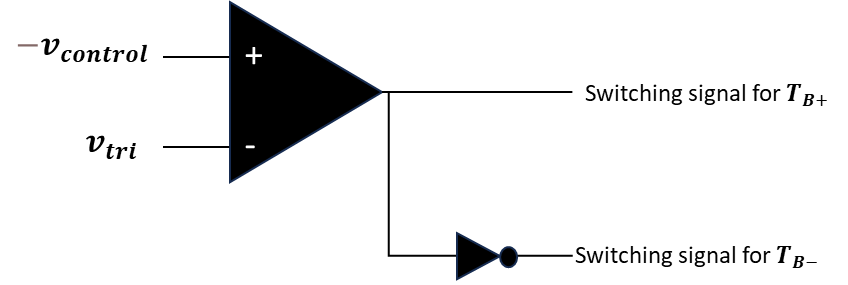 −v_control
+
v_tri
-
Switching signal for T_B+
Switching signal for T_B−